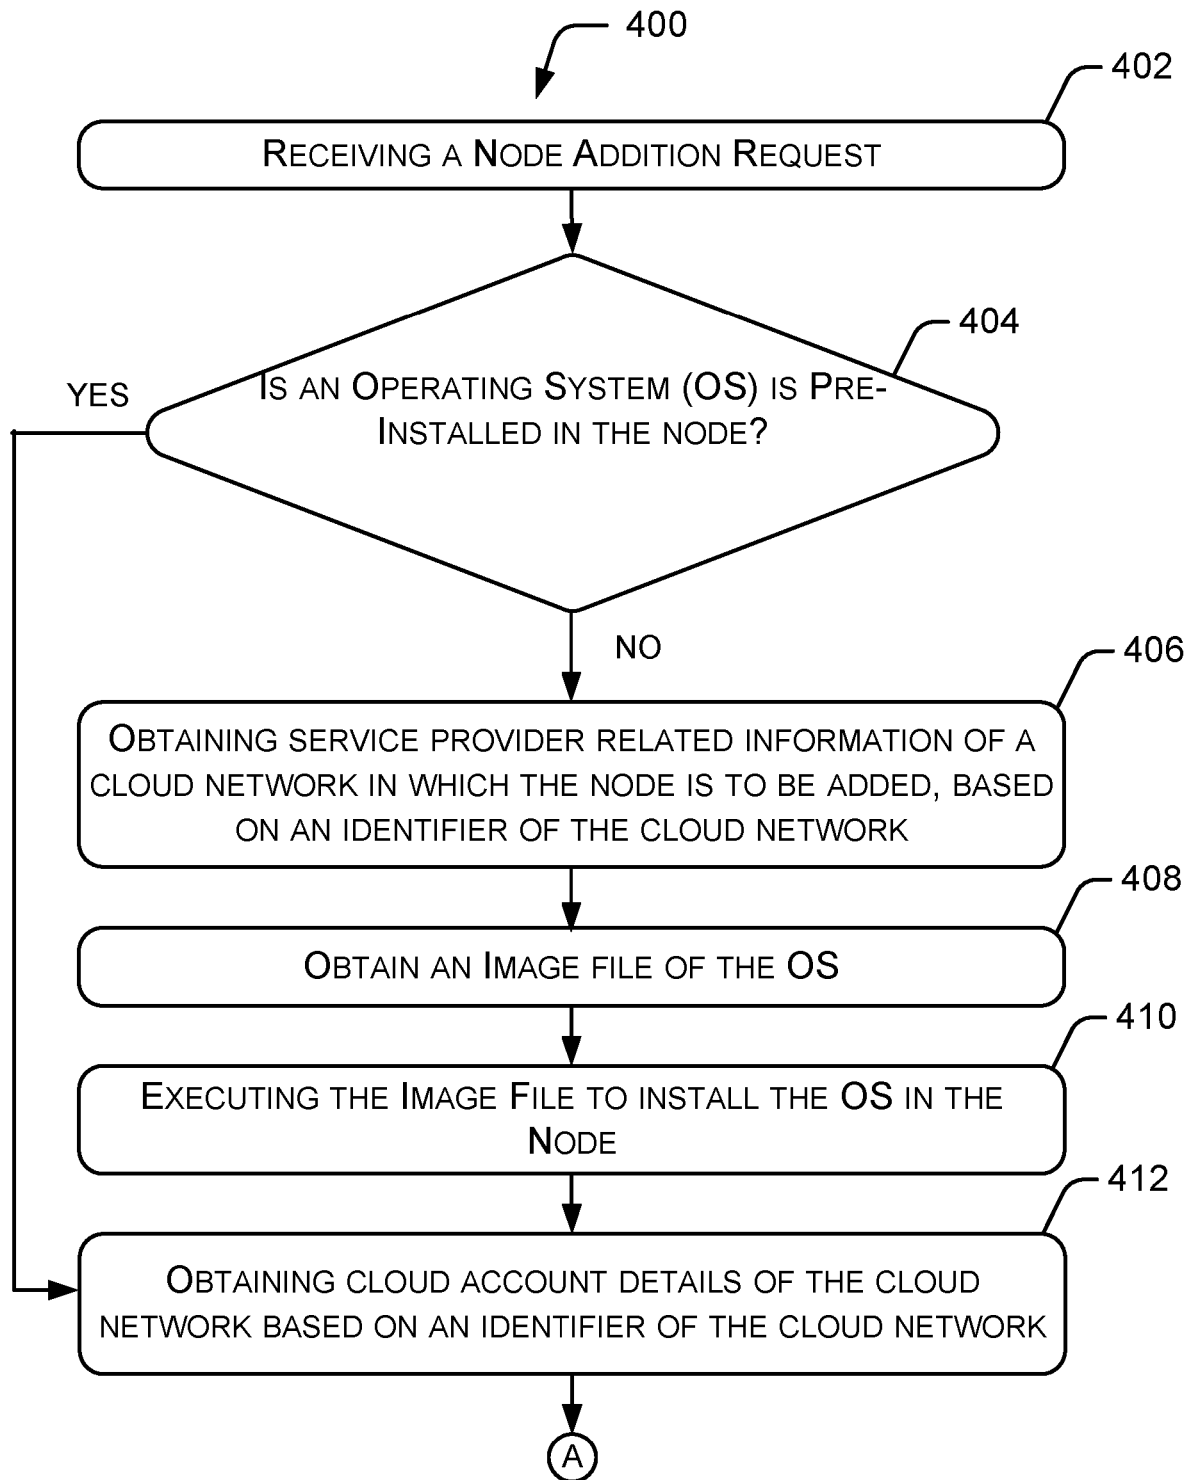 400
402
RECEIVING A NODE ADDITION REQUEST
404
YES
IS AN OPERATING SYSTEM (OS) IS PRE-
INSTALLED IN THE NODE?
NO
406
OBTAINING SERVICE PROVIDER RELATED INFORMATION OF A
CLOUD NETWORK IN WHICH THE NODE IS TO BE ADDED, BASED
ON AN IDENTIFIER OF THE CLOUD NETWORK
408
OBTAIN AN IMAGE FILE OF THE OS
410
EXECUTING THE IMAGE FILE TO INSTALL THE OS IN THE
NODE
412
OBTAINING CLOUD ACCOUNT DETAILS OF THE CLOUD
NETWORK BASED ON AN IDENTIFIER OF THE CLOUD NETWORK
A